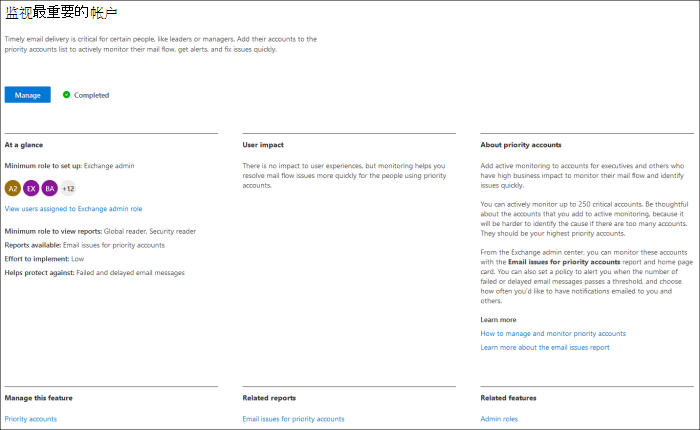 监视最重要的帐户
Timely email delivery is critical for certain people, like leaders or managers. Add their accounts to the
priority accounts list to actively monitor their mail flow, get alerts, and fix issues quickly.
Manage
Completed
At a glance
Minimum role to set up: Exchange admin
A2 EX BA +12
View users assigned to Exchange admin role
Minimum role to view reports: Global reader, Security reader
Reports available: Email issues for priority accounts
Effort to implement: Low
Helps protect against: Failed and delayed email messages
User impact
There is no impact to user experiences, but monitoring helps you
resolve mail flow issues more quickly for the people using priority
accounts.
About priority accounts
Add active monitoring to accounts for executives and others who
have high business impact to monitor their mail flow and identify
issues quickly.
You can actively monitor up to 250 critical accounts. Be thoughtful
about the accounts that you add to active monitoring, because it
will be harder to identify the cause if there are too many accounts.
They should be your highest priority accounts.
From the Exchange admin center, you can monitor these accounts
with the Email issues for priority accounts report and home page
card. You can also set a policy to alert you when the number of
failed or delayed email messages passes a threshold, and choose
how often you'd like to have notifications emailed to you and
others.
Learn more
How to manage and monitor priority accounts
Learn more about the email issues report
Manage this feature
Priority accounts
Related reports
Email issues for priority accounts
Related features
Admin roles